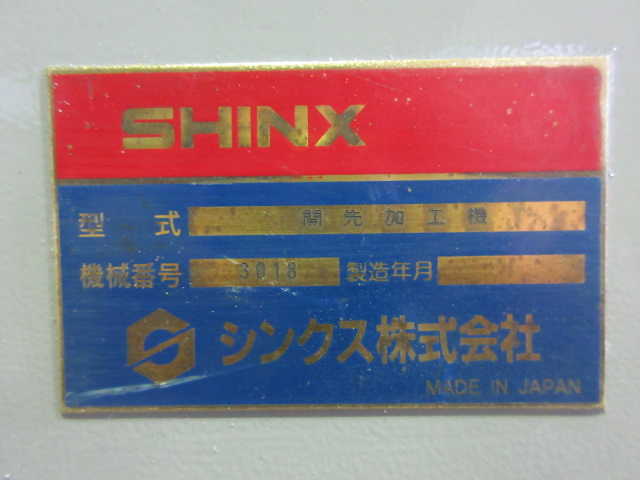 SHINX
型 式 開先加工機
機械番号 3018 製造年月
シンクス株式会社
MADE IN JAPAN